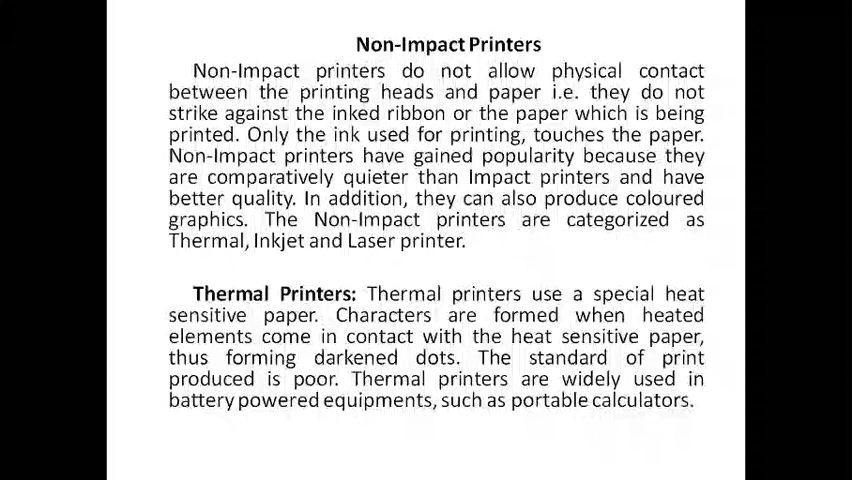 Non-Impact Printers
Non-Impact printers do not allow physical contact
between the printing heads and paper i.e. they do not
strike against the inked ribbon or the paper which is being
printed. Only the ink used for printing, touches the paper.
Non-Impact printers have gained popularity because they
are comparatively quieter than Impact printers and have
better quality. In addition, they can also produce coloured
graphics. The Non-Impact printers are categorized as
Thermal, Inkjet and Laser printer.
Thermal Printers: Thermal printers use a special heat
sensitive paper. Characters are formed when heated
elements come in contact with the heat sensitive paper,
thus forming darkened dots. The standard of print
produced is poor. Thermal printers are widely used in
battery powered equipments, such as portable calculators.